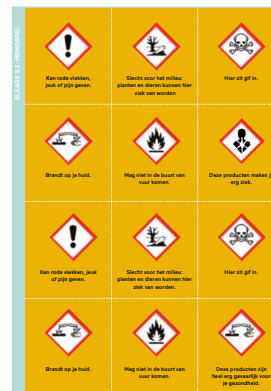 BIJLAGE 5.1: MEMOSPEL
Kan rode vlekken,
jeuk of pijn geven.
Slecht voor het milieu:
planten en dieren kunnen hier
ziek van worden
Hier zit gif in.
Brandt op je huid.
Mag niet in de buurt van
vuur komen.
Deze producten maken j
erg ziek.
Kan rode vlekken, jeuk
of pijn geven.
Slecht voor het milieu:
planten en dieren kunnen hier
ziek van worden.
Hier zit gif in.
Brandt op je huid.
Mag niet in de buurt van
vuur komen.
Deze producten zijn
heel erg gevaarlijk voor
je gezondheid.